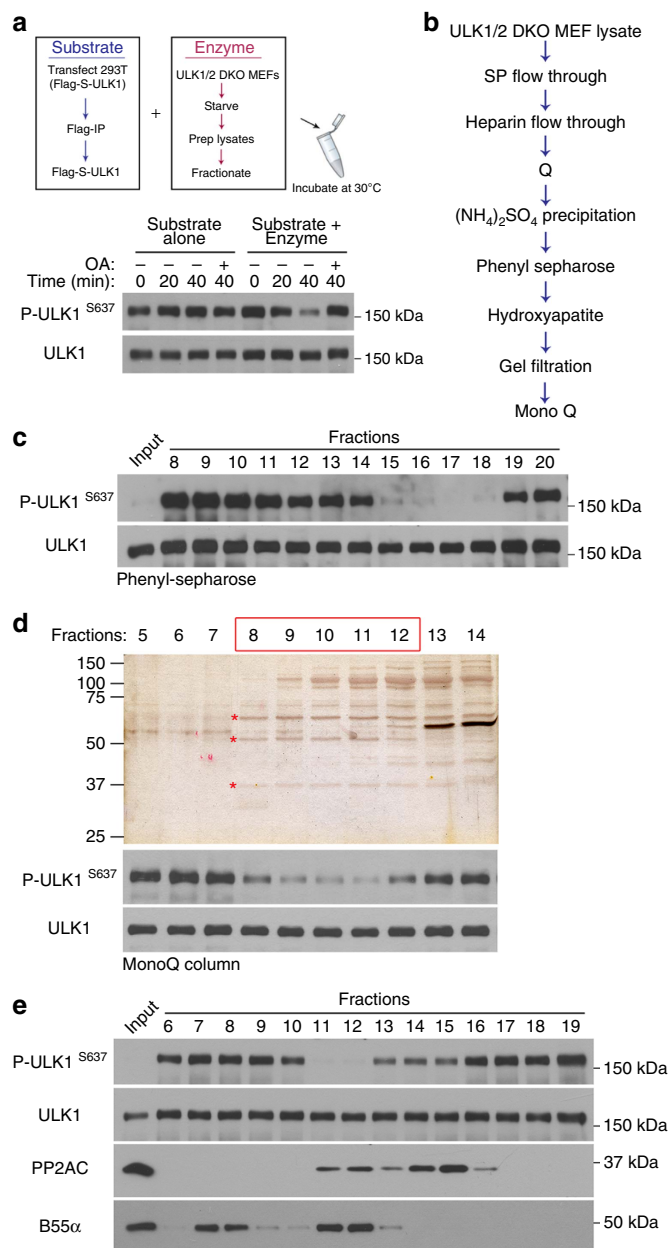 a
Substrate
Transfect 293T
(Flag-S-ULK1)
Flag-IP
Flag-S-ULK1
+
Enzyme
ULK1/2 DKO MEFs
Starve
Prep lysates
Fractionate
Incubate at 30°C
Substrate alone
Substrate + Enzyme
OA: – – – + – – – +
Time (min): 0 20 40 40 0 20 40 40
P-ULK1 S637
150 kDa
ULK1
150 kDa
b
ULK1/2 DKO MEF lysate
SP flow through
Heparin flow through
Q
(NH4)2SO4 precipitation
Phenyl sepharose
Hydroxyapatite
Gel filtration
Mono Q
c
Fractions
Input 8 9 10 11 12 13 14 15 16 17 18 19 20
P-ULK1 S637
150 kDa
ULK1
150 kDa
Phenyl-sepharose
d
Fractions: 5 6 7 8 9 10 11 12 13 14
150
100
75
*
50
*
37
*
25
P-ULK1 S637
ULK1
MonoQ column
e
Fractions
Input 6 7 8 9 10 11 12 13 14 15 16 17 18 19
P-ULK1 S637
150 kDa
ULK1
150 kDa
PP2AC
37 kDa
B55α
50 kDa